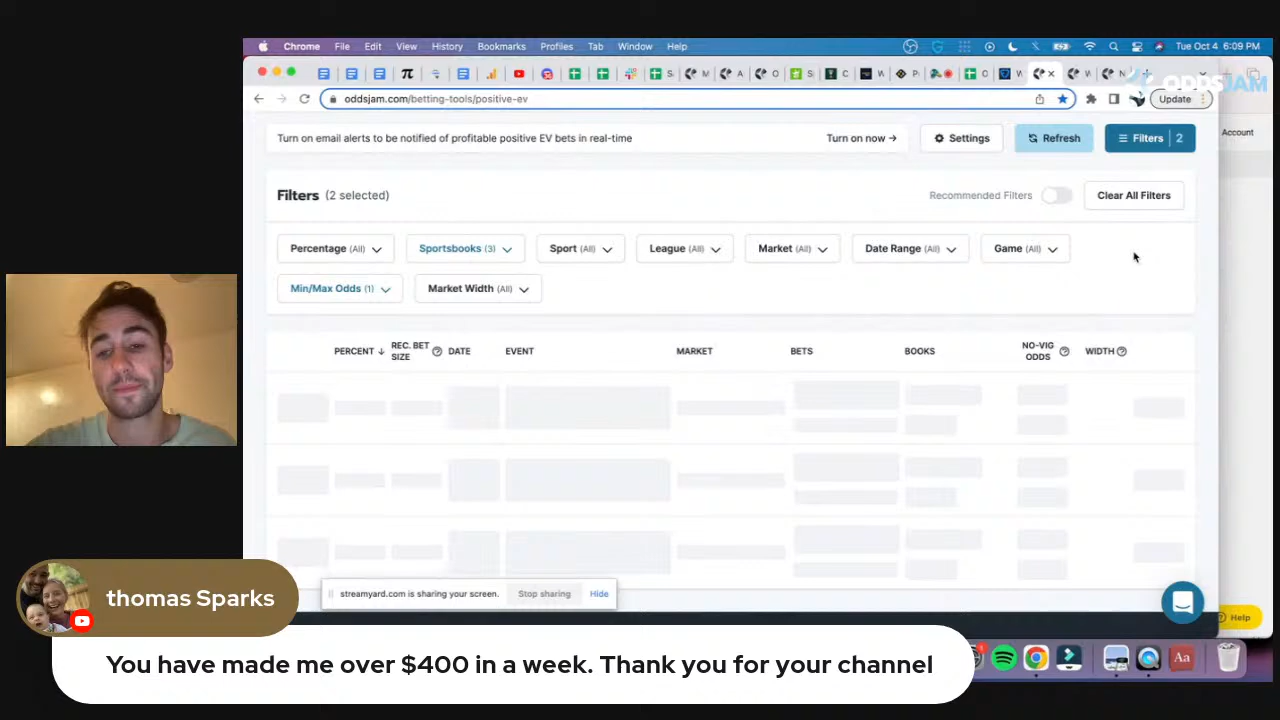 Chrome File Edit View History Bookmarks Profiles Tab Window Help Tue Oct 4 6:09 PM
ODDSJAM
oddsjam.com/betting-tools/positive-ev
Update
Turn on email alerts to be notified of profitable positive EV bets in real-time
Turn on now →
Settings
Refresh
Filters | 2
Account
Filters (2 selected)
Recommended Filters
Clear All Filters
Percentage (All)
Sportsbooks (3)
Sport (All)
League (All)
Market (All)
Date Range (All)
Game (All)
Min/Max Odds (1)
Market Width (All)
PERCENT ↓
REC. BET
SIZE
DATE
EVENT
MARKET
BETS
BOOKS
NO-VIG
ODDS
WIDTH
streamyard.com is sharing your screen.
Stop sharing
Hide
Help
Aa
thomas Sparks
You have made me over $400 in a week. Thank you for your channel